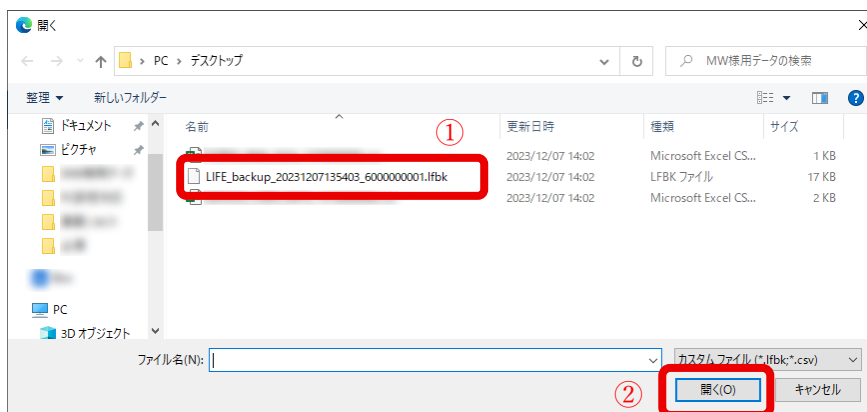 開く
PC › デスクトップ
MW様用データの検索
整理 新しいフォルダー
ドキュメント
ピクチャ
PC
3D オブジェクト
①
名前 更新日時 種類 サイズ
2023/12/07 14:02 Microsoft Excel CS... 1 KB
LIFE_backup_20231207135403_6000000001.lfbk 2023/12/07 14:02 LFBK ファイル 17 KB
2023/12/07 14:02 Microsoft Excel CS... 2 KB
ファイル名(N): カスタム ファイル (*.lfbk;*.csv)
②
開く(O) キャンセル